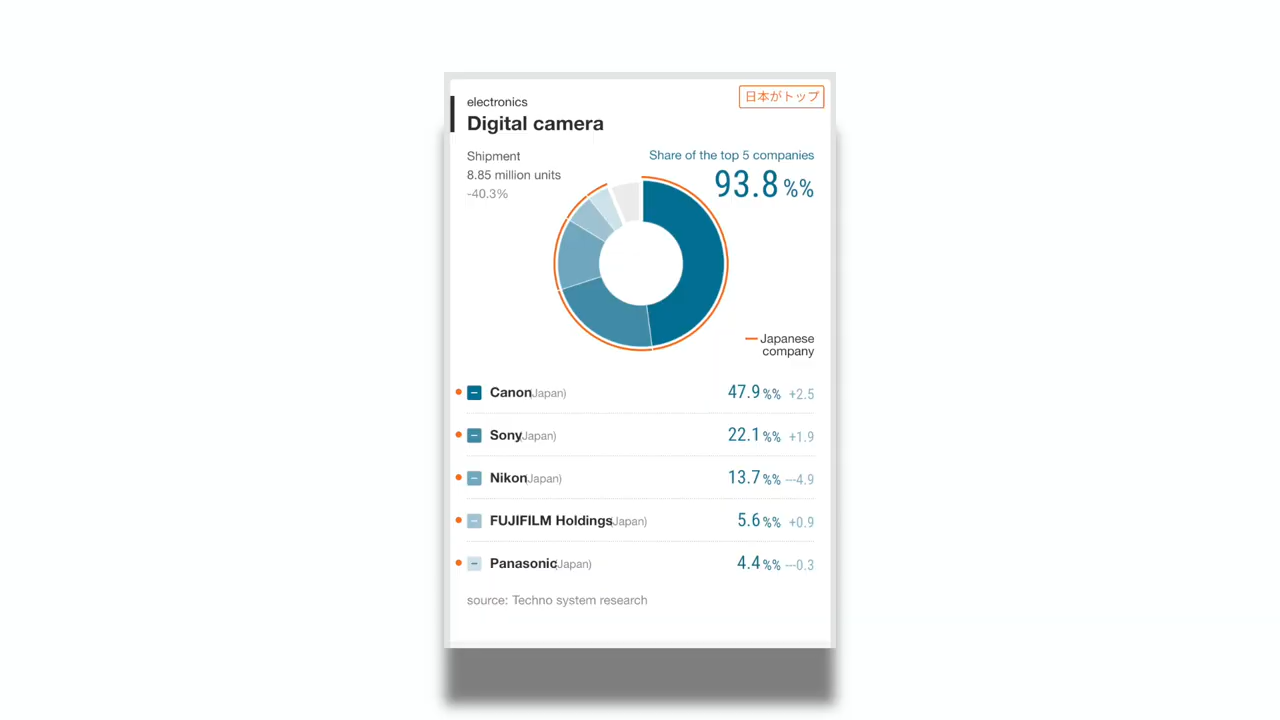 electronics
日本がトップ
Digital camera
Shipment
8.85 million units
-40.3%
Share of the top 5 companies
93.8 %%
Japanese
company
Canon(Japan) 47.9 %% +2.5
Sony(Japan) 22.1 %% +1.9
Nikon(Japan) 13.7 %% ---4.9
FUJIFILM Holdings(Japan) 5.6 %% +0.9
Panasonic(Japan) 4.4 %% ---0.3
source: Techno system research